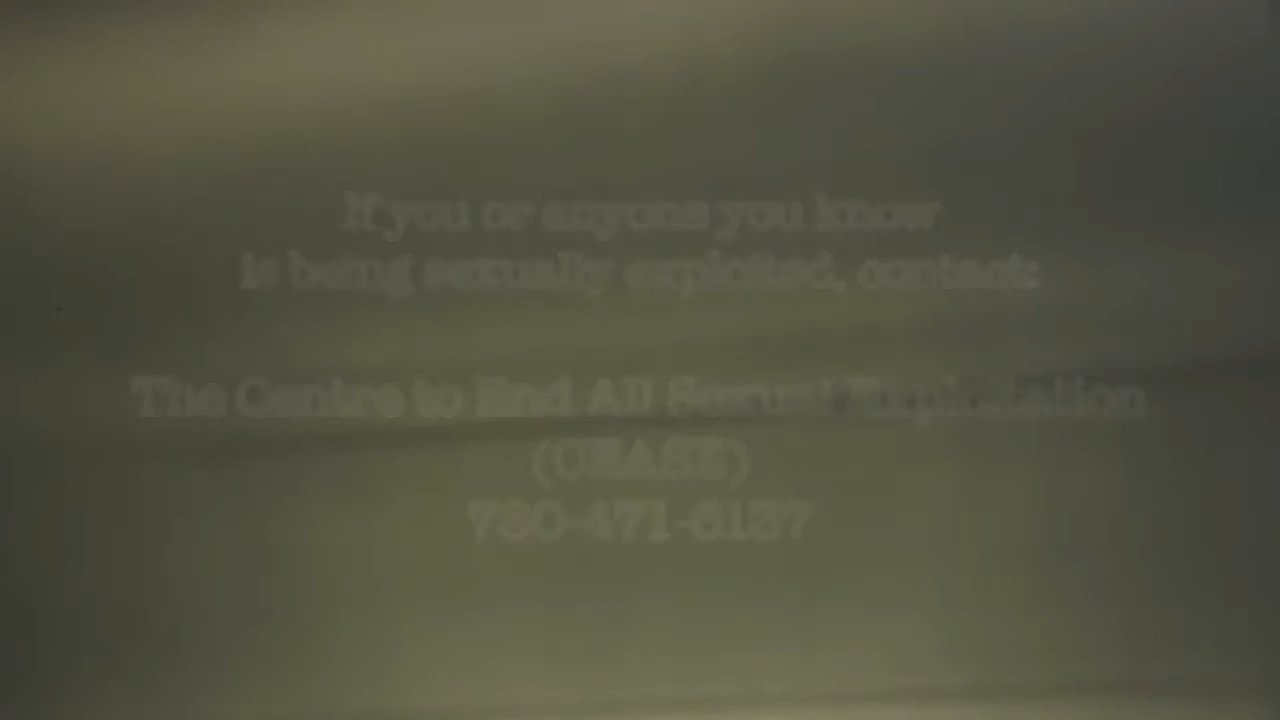 If you or anyone you know
is being sexually exploited, contact:
The Centre to End All Sexual Exploitation
(CEASE)
780-471-6137